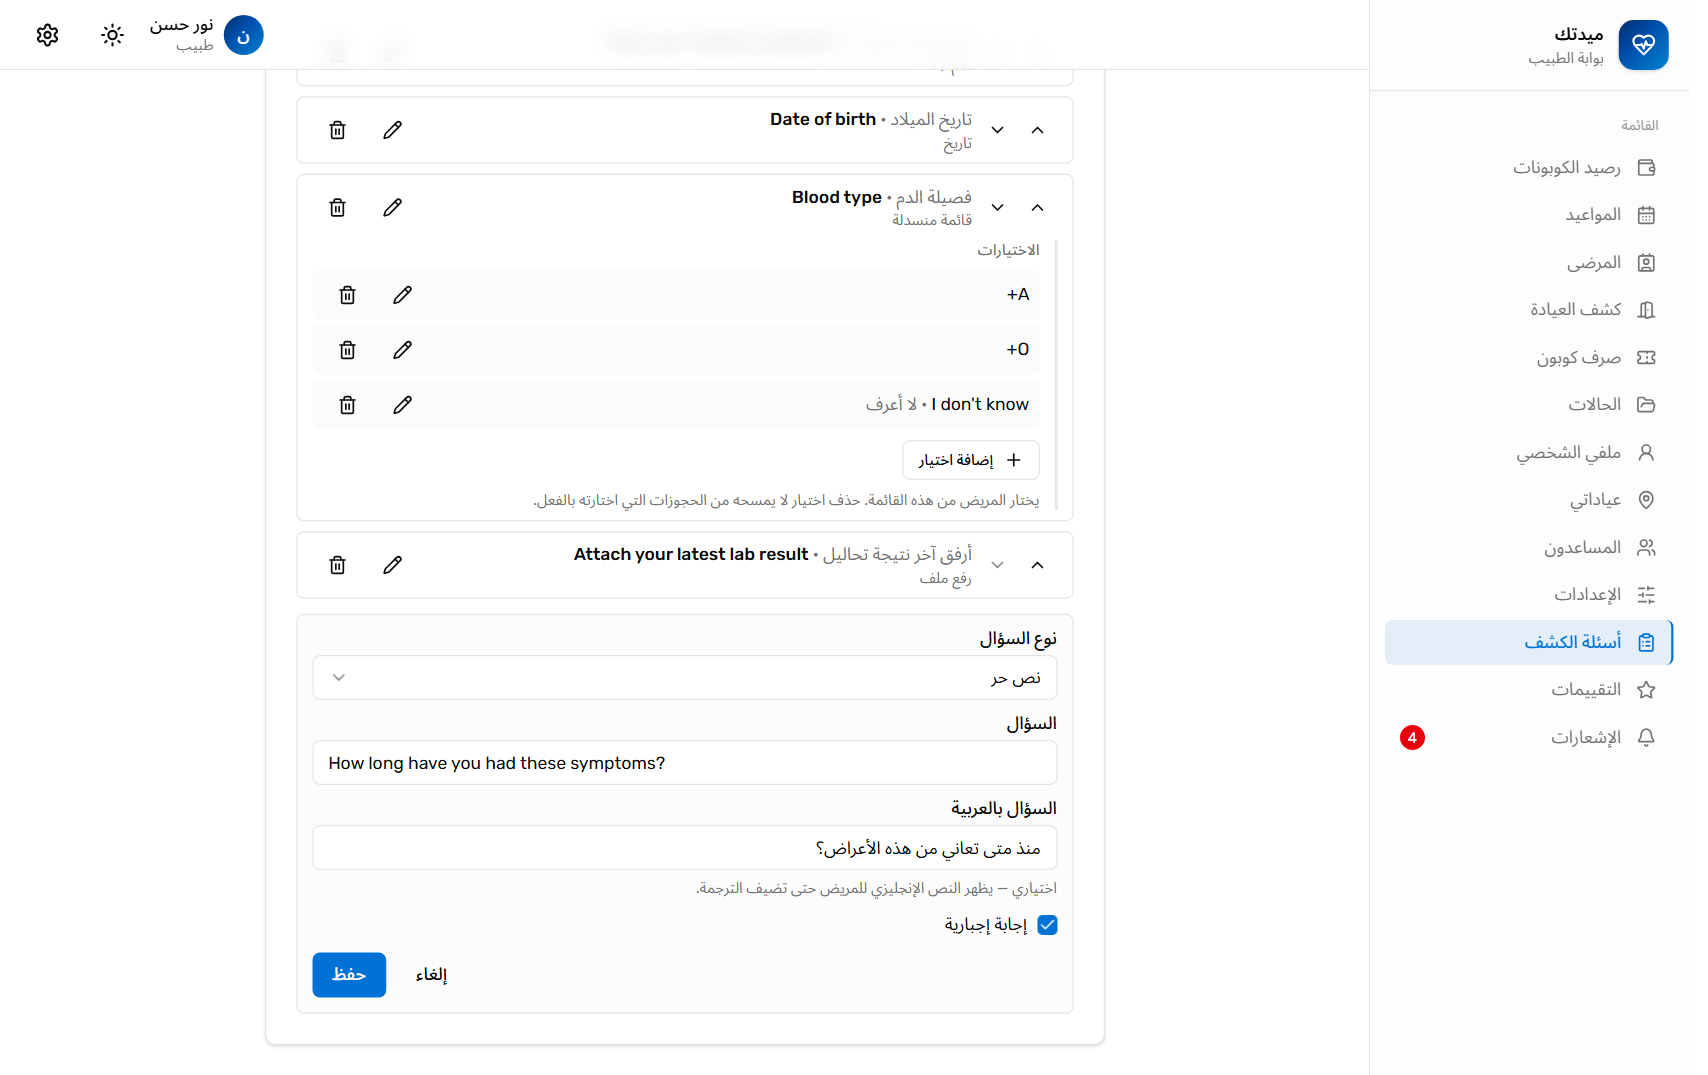 ميدتك
بوابة الطبيب
القائمة
رصيد الكوبونات
المواعيد
المرضى
كشف العيادة
صرف كوبون
الحالات
ملفي الشخصي
عياداتي
المساعدون
الإعدادات
أسئلة الكشف
التقييمات
الإشعارات
4
ن
نور حسن
طبيب
Date of birth • تاريخ الميلاد
تاريخ
Blood type • فصيلة الدم
قائمة منسدلة
الاختيارات
A+
O+
I don't know • لا أعرف
إضافة اختيار
يختار المريض من هذه القائمة. حذف اختيار لا يمسحه من الحجوزات التي اختارته بالفعل.
Attach your latest lab result • أرفق آخر نتيجة تحاليل
رفع ملف
نوع السؤال
نص حر
السؤال
How long have you had these symptoms?
السؤال بالعربية
منذ متى تعاني من هذه الأعراض؟
اختياري — يظهر النص الإنجليزي للمريض حتى تضيف الترجمة.
إجابة إجبارية
إلغاء
حفظ